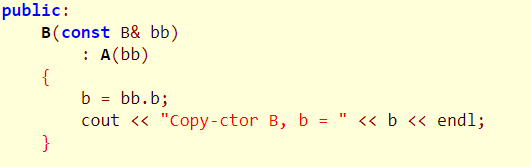 public:
    B(const B& bb)
        : A(bb)
    {
        b = bb.b;
        cout << "Copy-ctor B, b = " << b << endl;
    }